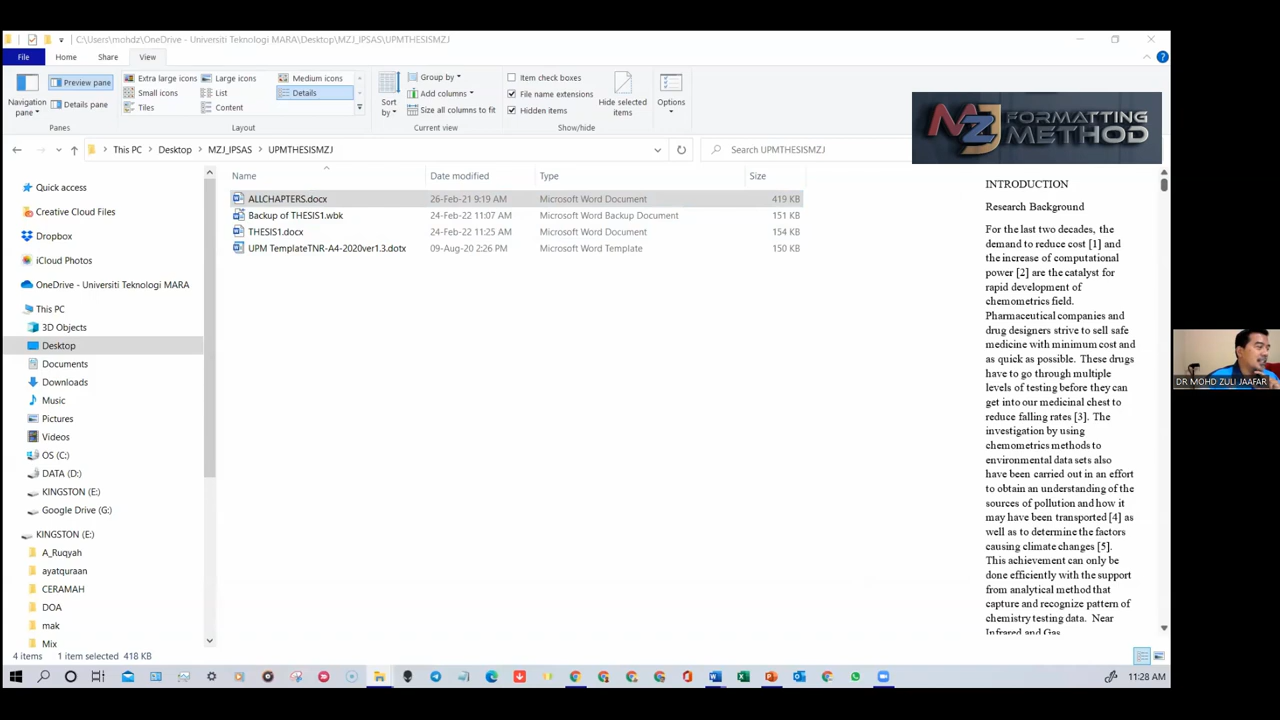 C:\Users\mohdz\OneDrive - Universiti Teknologi MARA\Desktop\MZJ_IPSAS\UPMTHESISMZJ
File Home Share View
Navigation pane
Preview pane
Details pane
Panes
Extra large icons Large icons Medium icons
Small icons List Details
Tiles Content
Layout
Sort by
Group by
Add columns
Size all columns to fit
Current view
Item check boxes
File name extensions
Hidden items
Hide selected items
Show/hide
Options
MZJ FORMATTING METHOD
This PC Desktop MZJ_IPSAS UPMTHESISMZJ
Search UPMTHESISMZJ
Name Date modified Type Size
ALLCHAPTERS.docx 26-Feb-21 9:19 AM Microsoft Word Document 419 KB
Backup of THESIS1.wbk 24-Feb-22 11:07 AM Microsoft Word Backup Document 151 KB
THESIS1.docx 24-Feb-22 11:25 AM Microsoft Word Document 154 KB
UPM TemplateTNR-A4-2020ver1.3.dotx 09-Aug-20 2:26 PM Microsoft Word Template 150 KB
Quick access
Creative Cloud Files
Dropbox
iCloud Photos
OneDrive - Universiti Teknologi MARA
This PC
3D Objects
Desktop
Documents
Downloads
Music
Pictures
Videos
OS (C:)
DATA (D:)
KINGSTON (E:)
Google Drive (G:)
KINGSTON (E:)
A_Ruqyah
ayatquraan
CERAMAH
DOA
mak
Mix
INTRODUCTION
Research Background
For the last two decades, the
demand to reduce cost [1] and
the increase of computational
power [2] are the catalyst for
rapid development of
chemometrics field.
Pharmaceutical companies and
drug designers strive to sell safe
medicine with minimum cost and
as quick as possible. These drugs
have to go through multiple
levels of testing before they can
get into our medicinal chest to
reduce falling rates [3]. The
investigation by using
chemometrics methods to
environmental data sets also
have been carried out in an effort
to obtain an understanding of the
sources of pollution and how it
may have been transported [4] as
well as to determine the factors
causing climate changes [5].
This achievement can only be
done efficiently with the support
from analytical method that
capture and recognize pattern of
chemistry testing data. Near
Infrared and Gas
DR MOHD ZULI JAAFAR
4 items 1 item selected 418 KB
11:28 AM